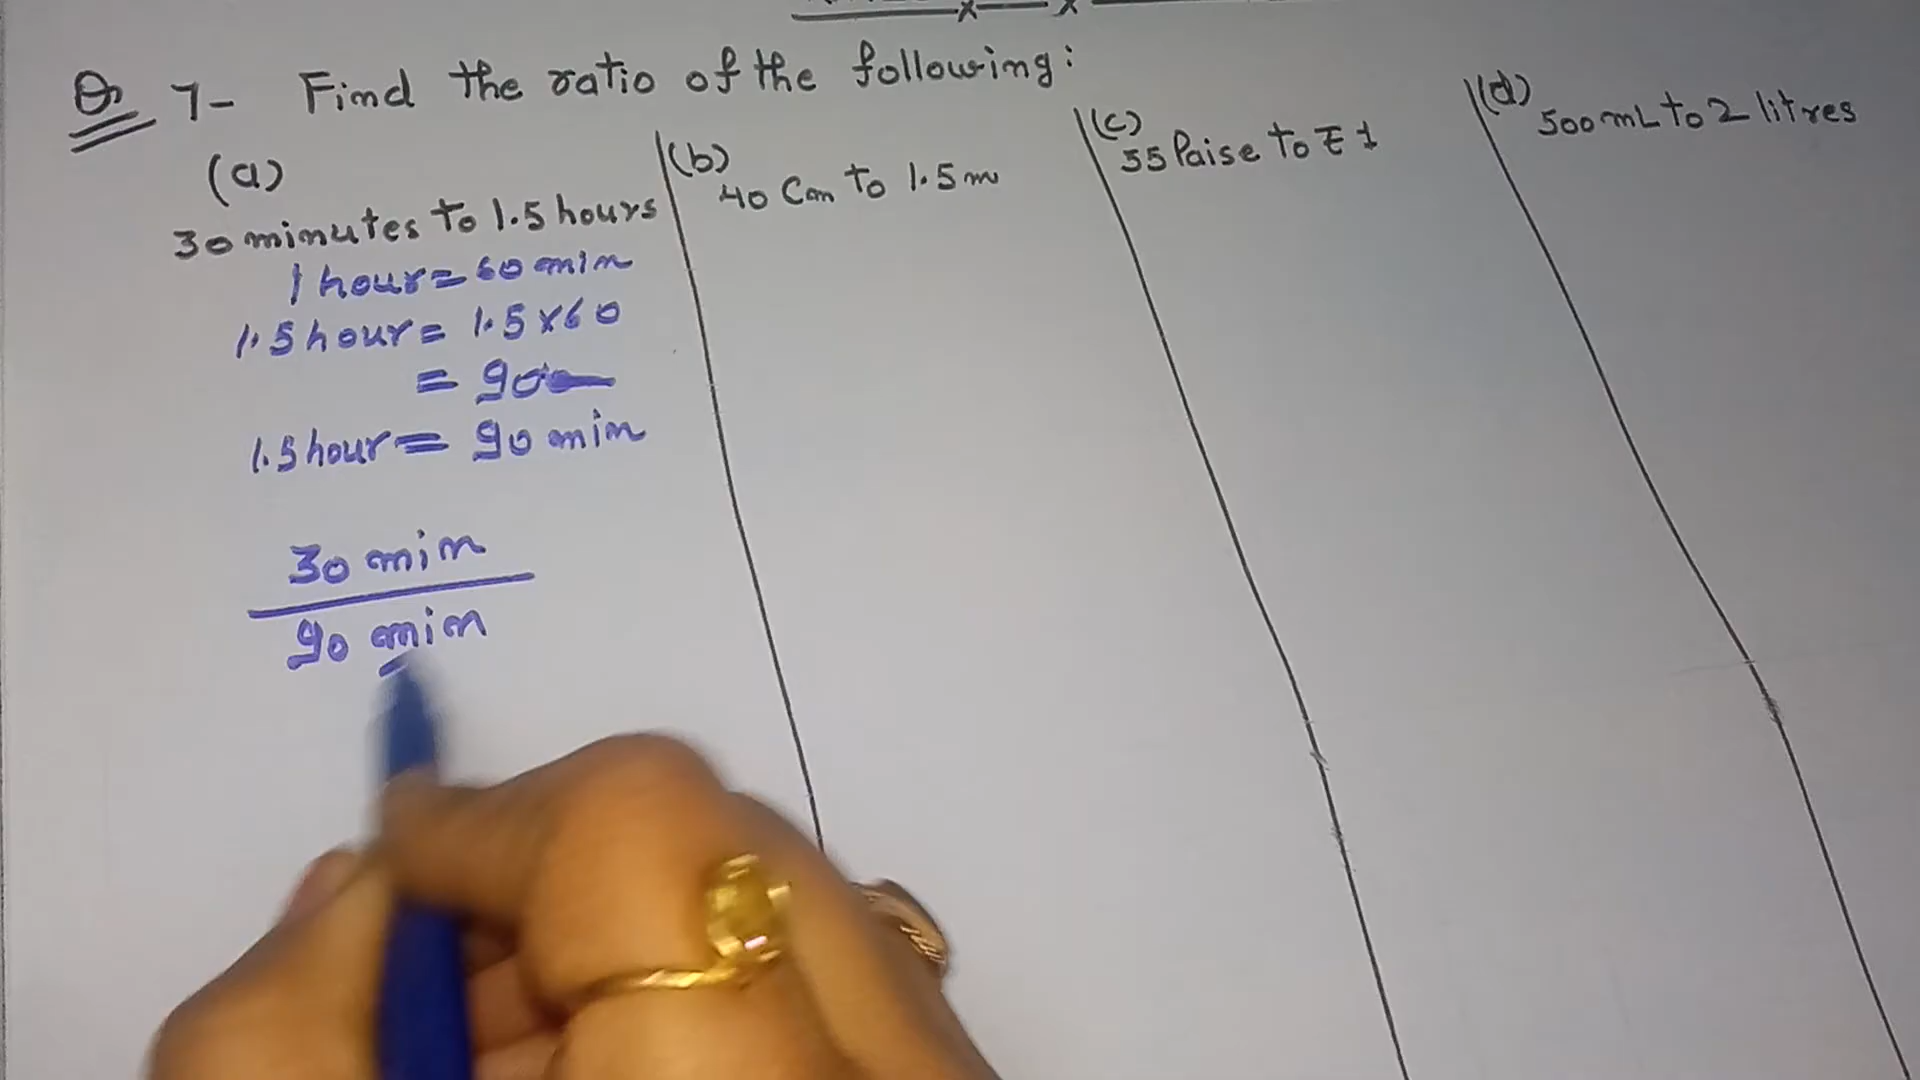 Q 7- Find the ratio of the following:
(a)
30 minutes to 1.5 hours
1 hour = 60 min
1.5 hour = 1.5 × 60
= 90
1.5 hour = 90 min
30 min
90 min
(b)
40 Cm to 1.5 m
(c)
55 Paise to ₹ 1
(d)
500 mL to 2 litres